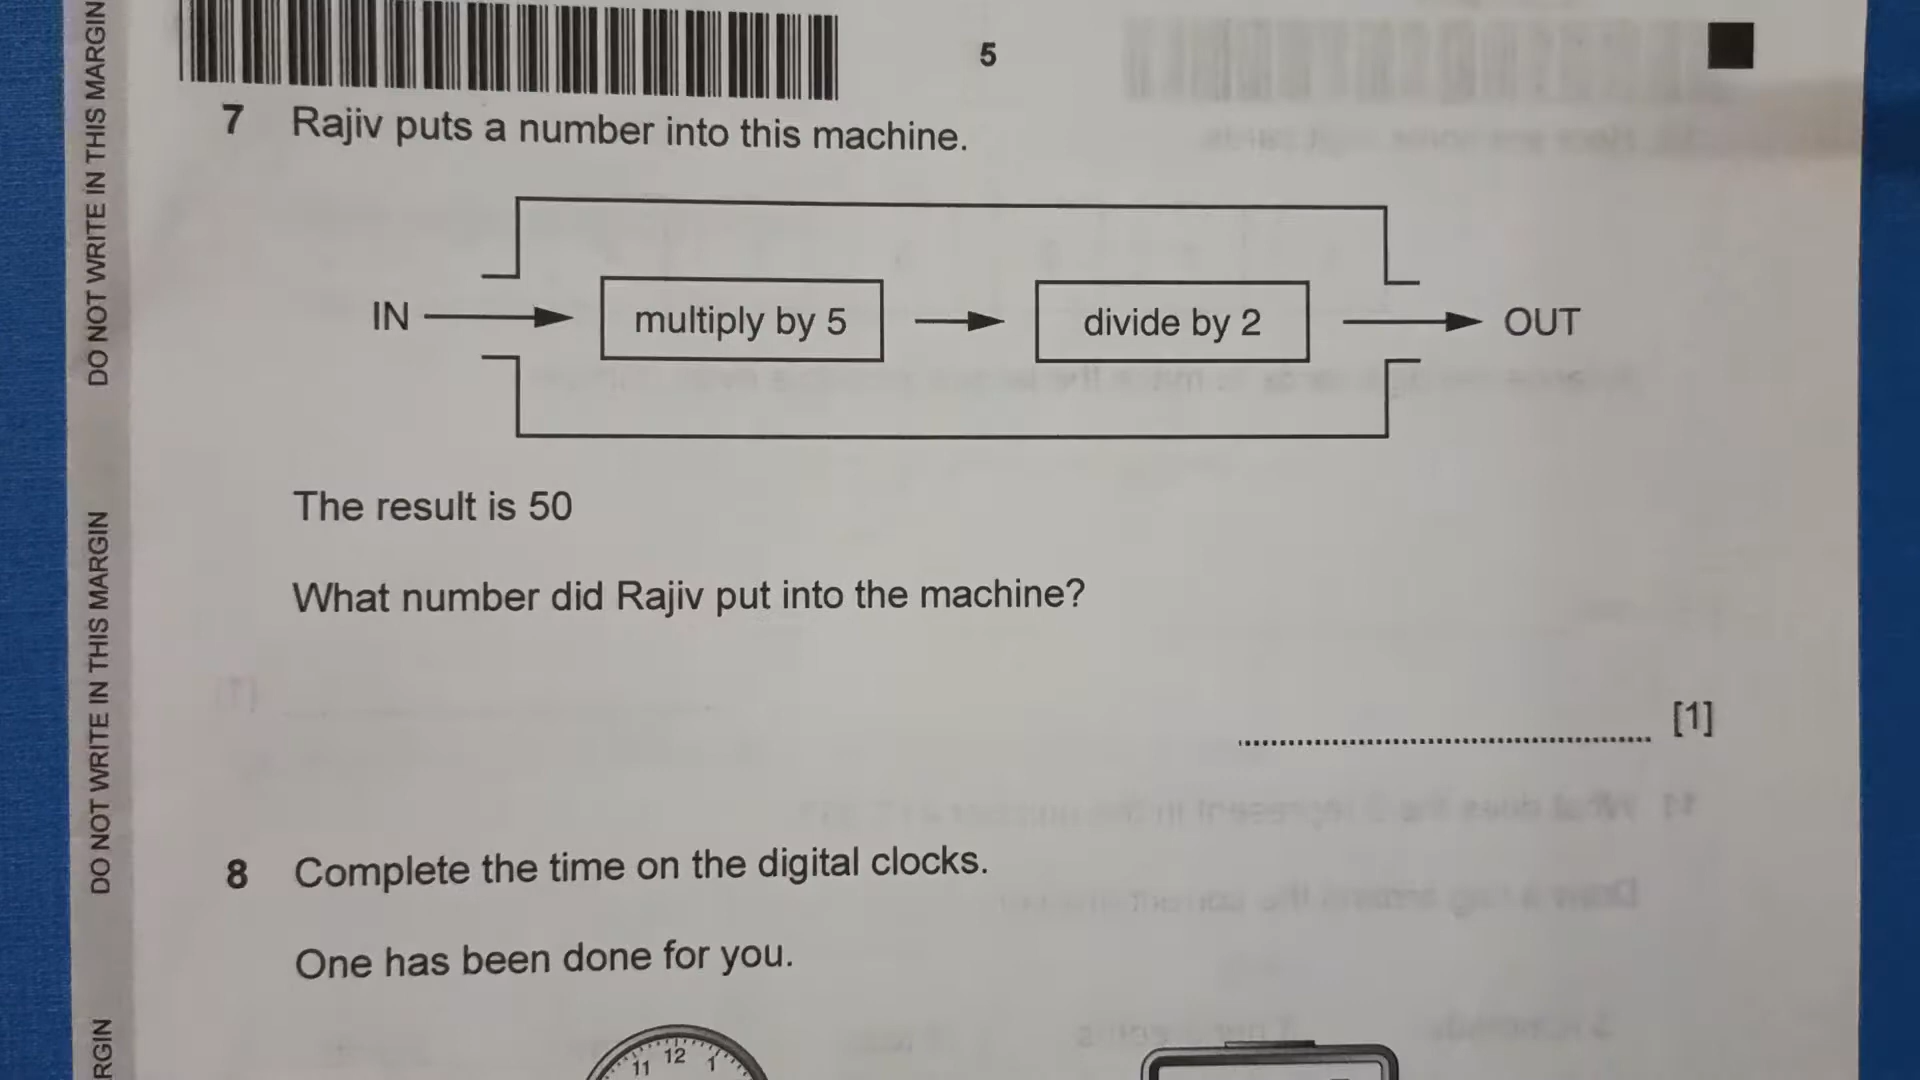 5
7 Rajiv puts a number into this machine.
IN multiply by 5 divide by 2 OUT
The result is 50
What number did Rajiv put into the machine?
[1]
8 Complete the time on the digital clocks.
One has been done for you.
11 12 1
DO NOT WRITE IN THIS MARGIN
DO NOT WRITE IN THIS MARGIN
RGIN